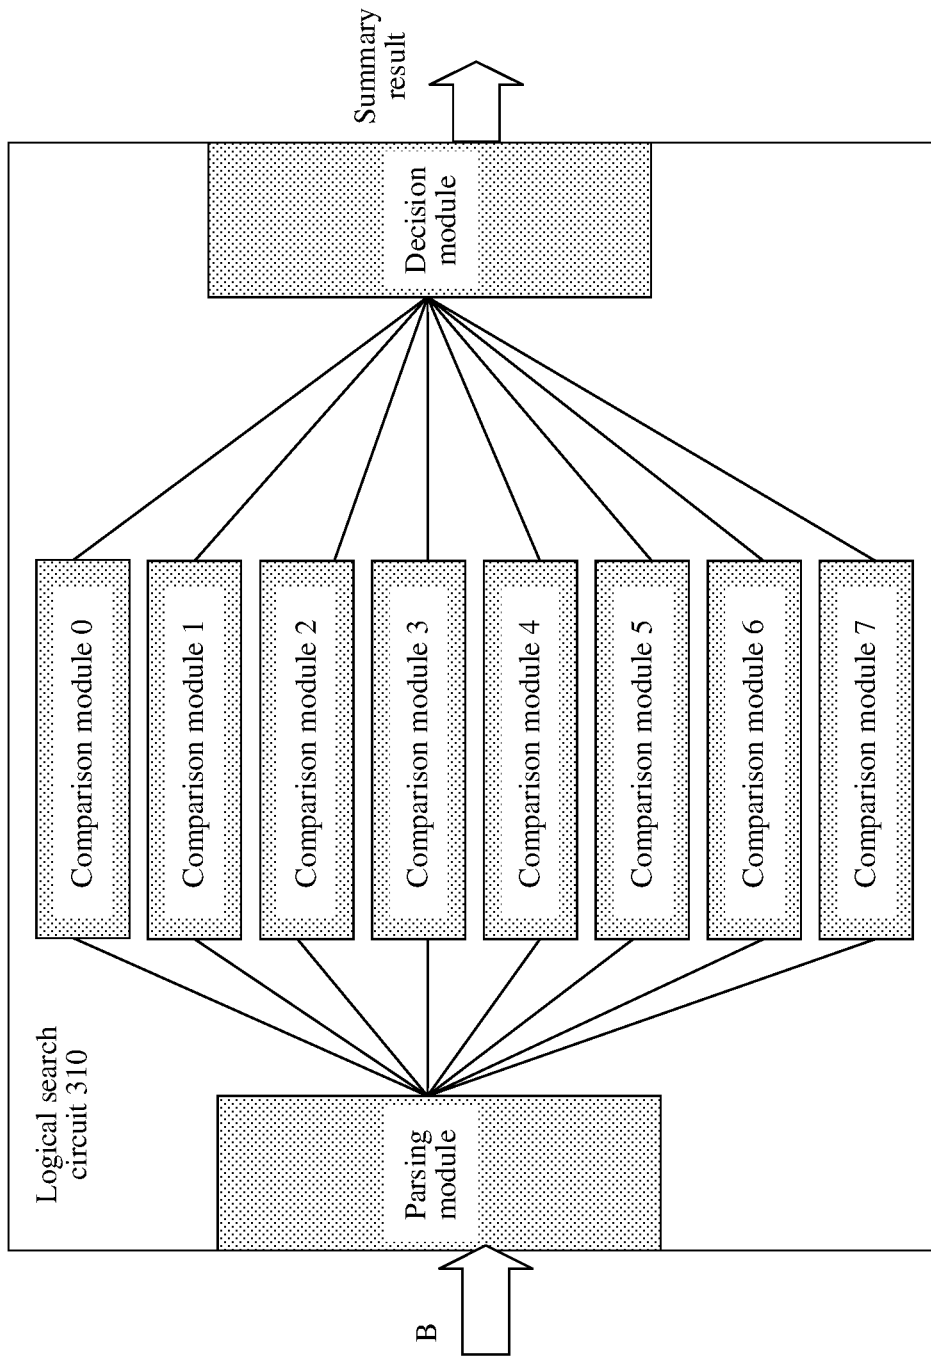 Logical search
circuit 310
B
Parsing
module
Comparison module 0
Comparison module 1
Comparison module 2
Comparison module 3
Comparison module 4
Comparison module 5
Comparison module 6
Comparison module 7
Decision
module
Summary
result